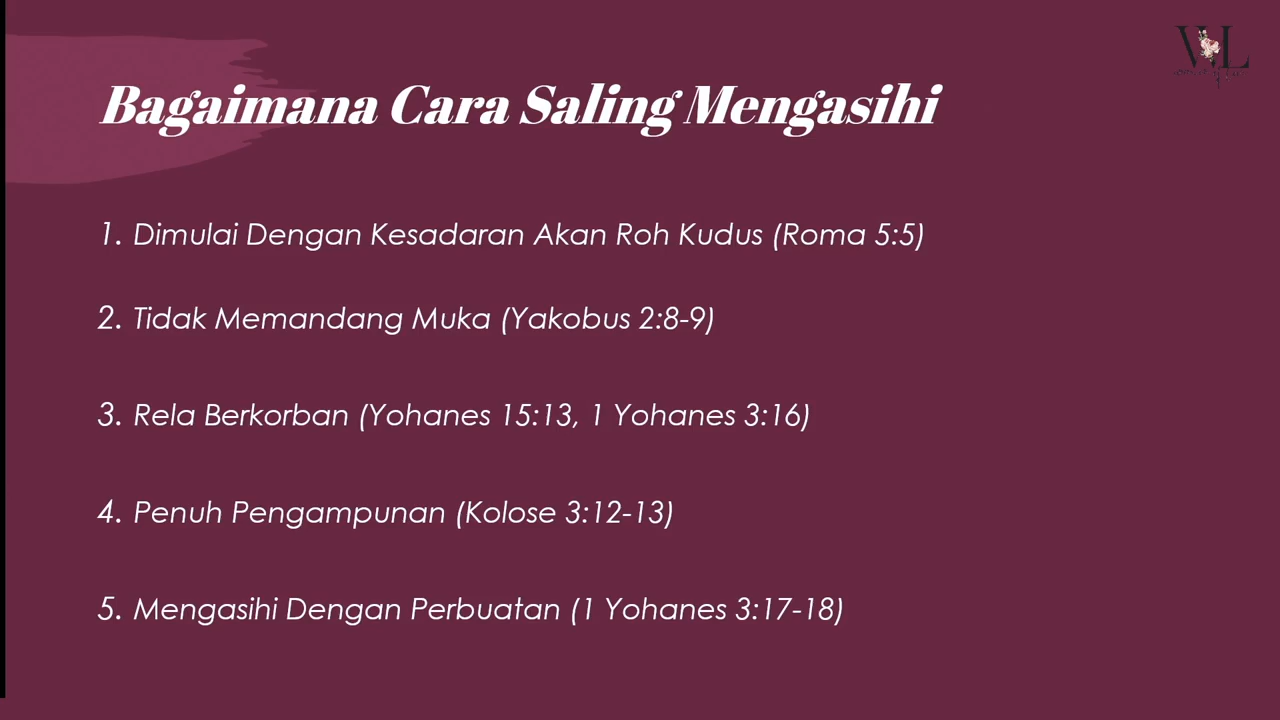 Bagaimana Cara Saling Mengasihi
1. Dimulai Dengan Kesadaran Akan Roh Kudus (Roma 5:5)
2. Tidak Memandang Muka (Yakobus 2:8-9)
3. Rela Berkorban (Yohanes 15:13, 1 Yohanes 3:16)
4. Penuh Pengampunan (Kolose 3:12-13)
5. Mengasihi Dengan Perbuatan (1 Yohanes 3:17-18)